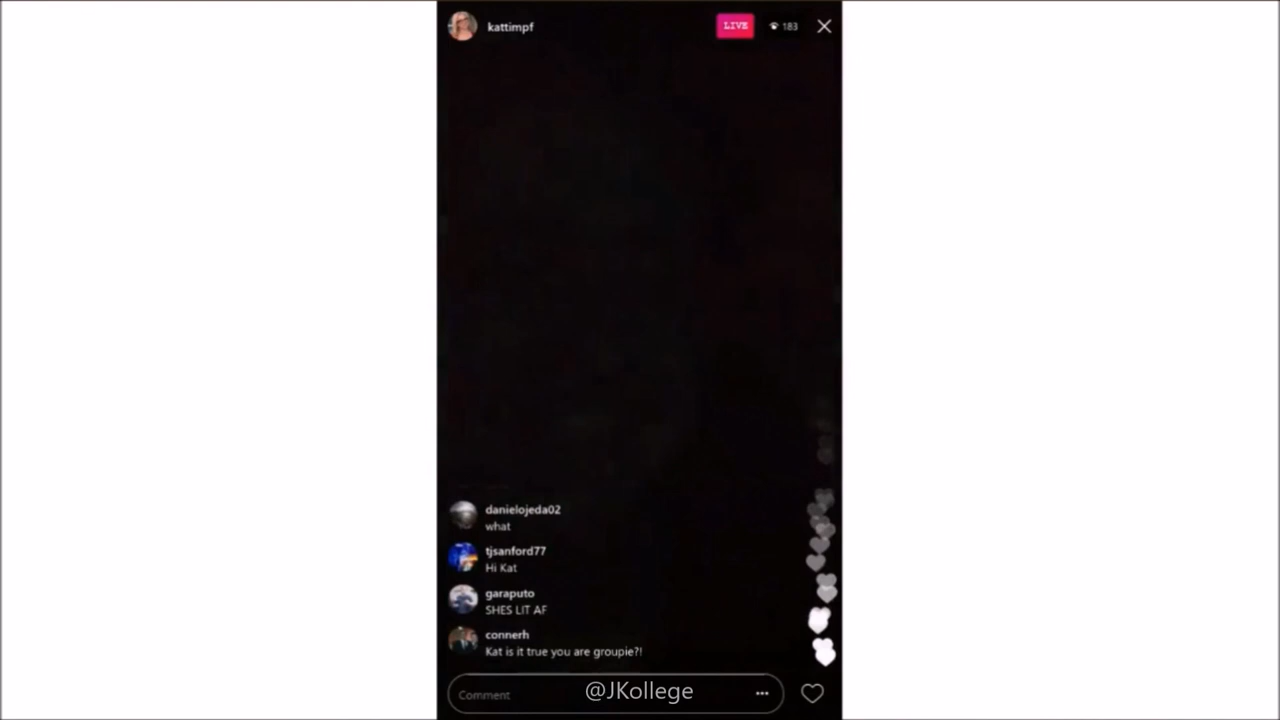 kattimpf
LIVE
183
danielojeda02
what
tjsanford77
Hi Kat
garaputo
SHES LIT AF
connerh
Kat is it true you are groupie?!
Comment
@JKollege